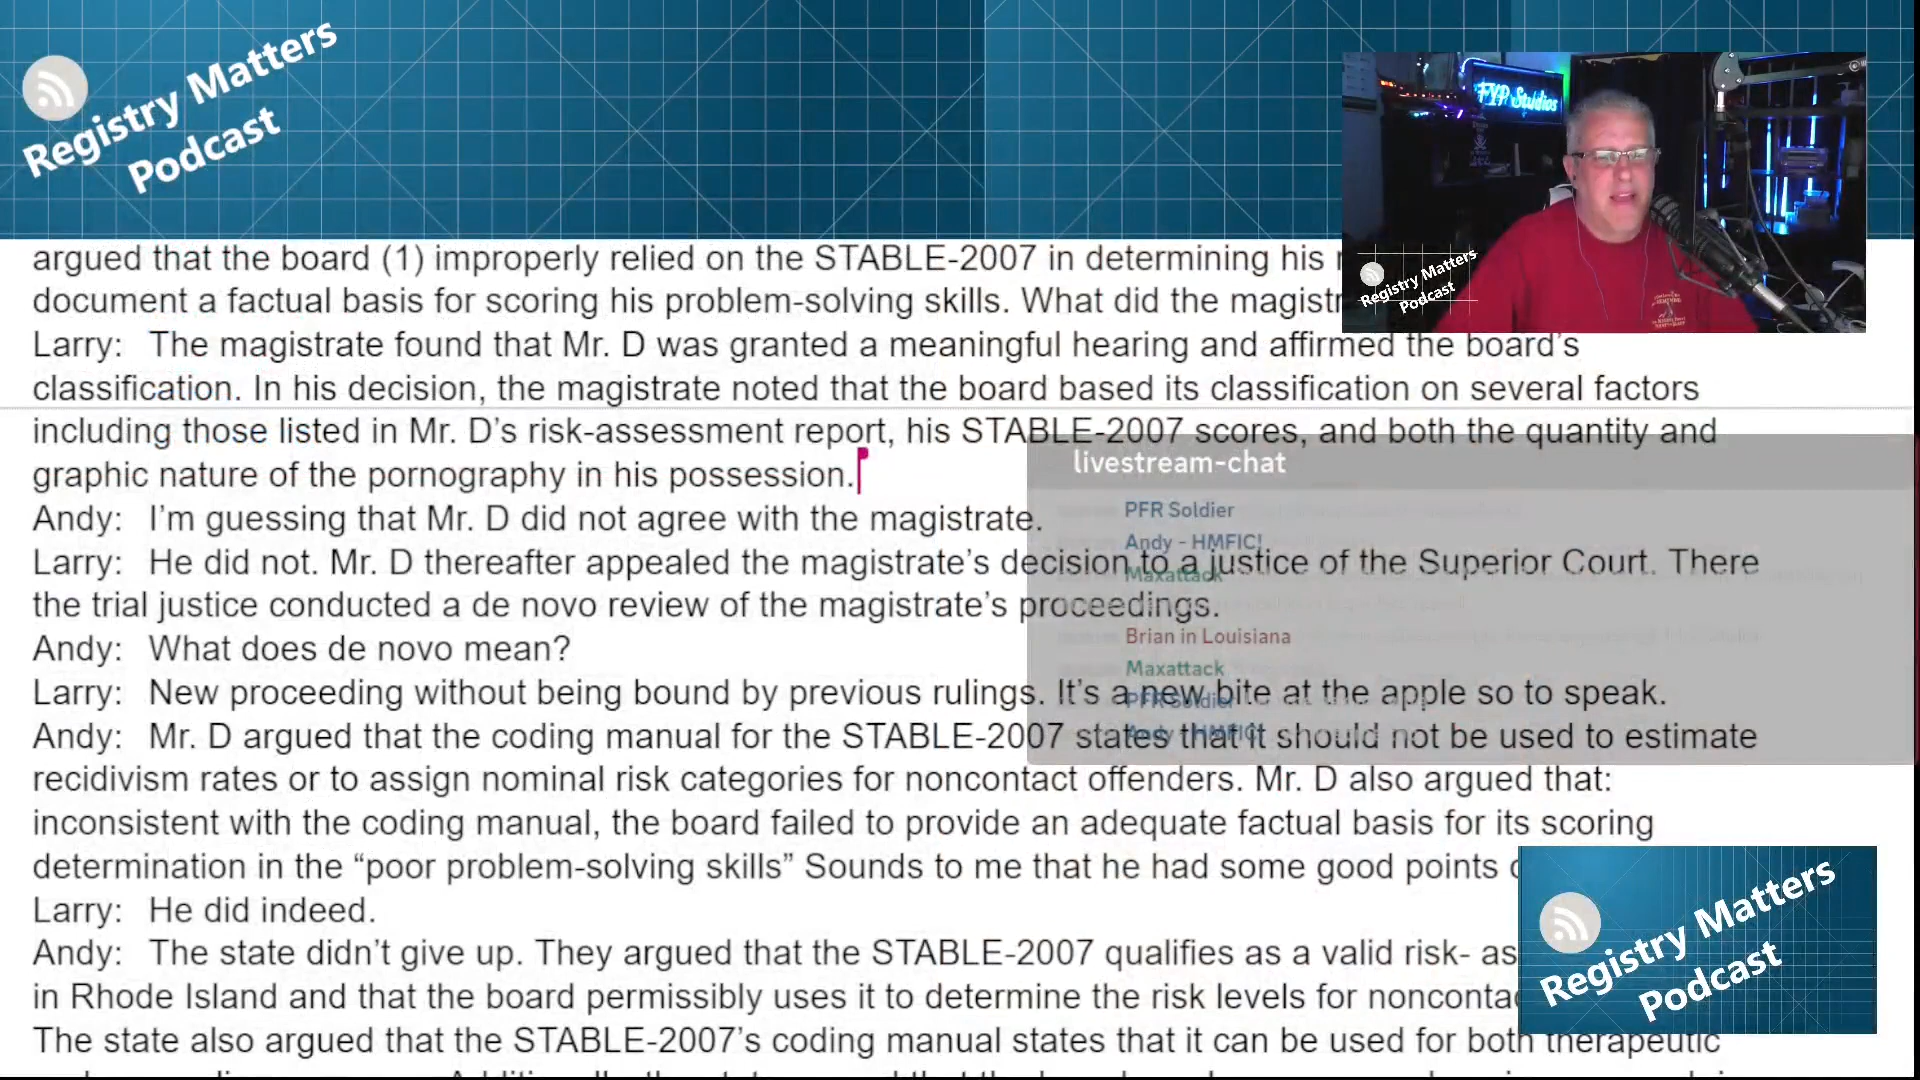 Registry Matters
Podcast
FYP Studios
Registry Matters
Podcast
argued that the board (1) improperly relied on the STABLE-2007 in determining his
document a factual basis for scoring his problem-solving skills. What did the
Larry: The magistrate found that Mr. D was granted a meaningful hearing and affirmed the board's
classification. In his decision, the magistrate noted that the board based its classification on several factors
including those listed in Mr. D's risk-assessment report, his STABLE-2007 scores, and both the quantity and
graphic nature of the pornography in his possession.
Andy: I'm guessing that Mr. D did not agree with the magistrate.
Larry: He did not. Mr. D thereafter appealed the magistrate's decision to a justice of the Superior Court. There
the trial justice conducted a de novo review of the magistrate's proceedings.
Andy: What does de novo mean?
Larry: New proceeding without being bound by previous rulings. It's a new bite at the apple so to speak.
Andy: Mr. D argued that the coding manual for the STABLE-2007 states that it should not be used to estimate
recidivism rates or to assign nominal risk categories for noncontact offenders. Mr. D also argued that:
inconsistent with the coding manual, the board failed to provide an adequate factual basis for its scoring
determination in the “poor problem-solving skills” Sounds to me that he had some good points
Larry: He did indeed.
Andy: The state didn't give up. They argued that the STABLE-2007 qualifies as a valid risk-
in Rhode Island and that the board permissibly uses it to determine the risk levels for
The state also argued that the STABLE-2007's coding manual states that it can be used for both therapeutic
livestream-chat
PFR Soldier
Andy - HMFIC!
Maxattack
Brian in Louisiana
Maxattack
PFR Soldier
Andy - HMFIC!
Registry Matters
Podcast